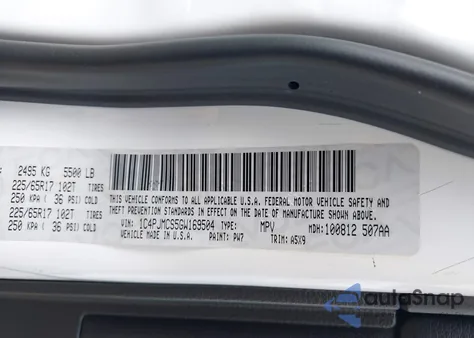 2495 KG 5500 LB
225/65R17 102T TIRES
250 KPA ( 36 PSI) COLD
225/65R17 102T TIRES
250 KPA ( 36 PSI) COLD
THIS VEHICLE CONFORMS TO ALL APPLICABLE U.S.A. FEDERAL MOTOR VEHICLE SAFETY AND
THEFT PREVENTION STANDARDS IN EFFECT ON THE DATE OF MANUFACTURE SHOWN ABOVE.
VIN: 1C4PJMCS5GW169504 TYPE: MPV MDH: 100812 507AA
VEHICLE MADE IN U.S.A. PAINT: PW7 TRIM: A5X9
autoSnap